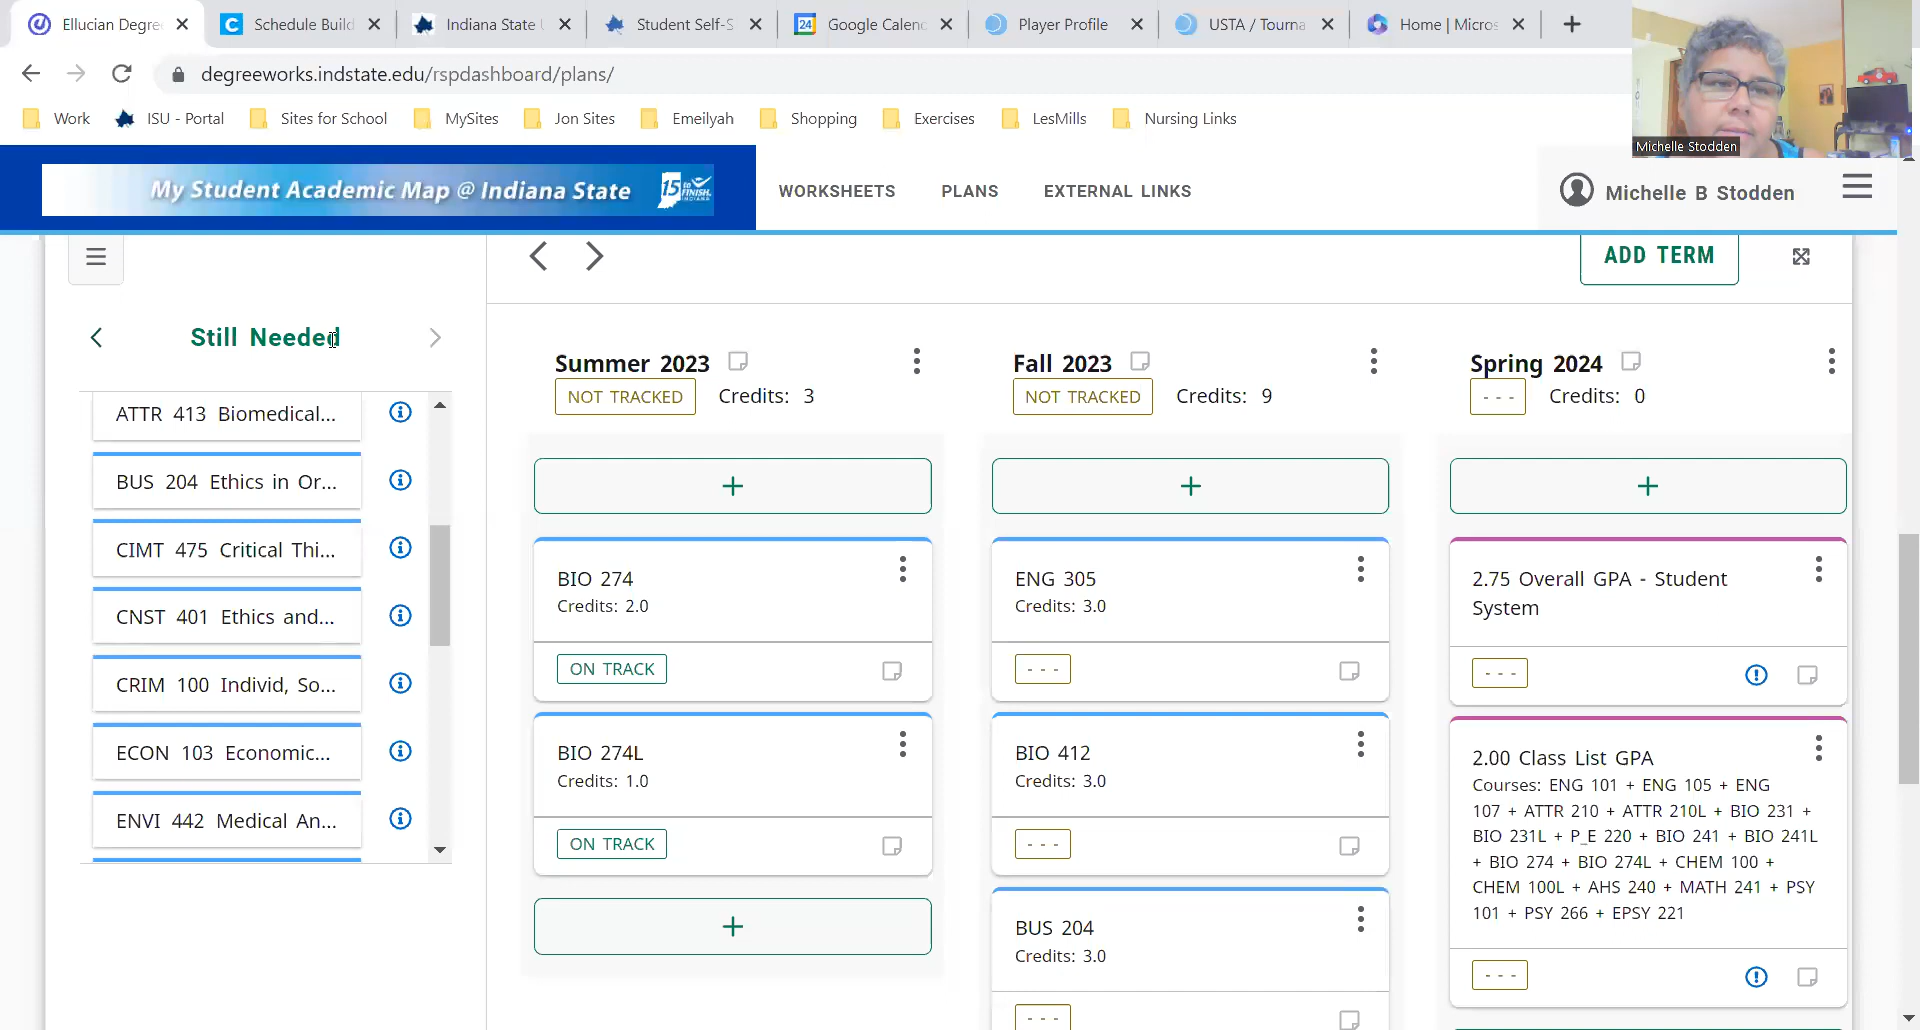 Ellucian Degre
Schedule Build
Indiana State
Student Self-S
24
Google Calen
Player Profile
USTA / Tourna
Home | Micros
degreeworks.indstate.edu/rspdashboard/plans/
Work
ISU - Portal
Sites for School
MySites
Jon Sites
Emeilyah
Shopping
Exercises
LesMills
Nursing Links
Michelle Stodden
My Student Academic Map @ Indiana State
15 to FINISH INDIANA
WORKSHEETS
PLANS
EXTERNAL LINKS
Michelle B Stodden
ADD TERM
Still Needed
ATTR 413 Biomedical...
BUS 204 Ethics in Or...
CIMT 475 Critical Thi...
CNST 401 Ethics and...
CRIM 100 Individ, So...
ECON 103 Economic...
ENVI 442 Medical An...
Summer 2023
NOT TRACKED
Credits: 3
BIO 274
Credits: 2.0
ON TRACK
BIO 274L
Credits: 1.0
ON TRACK
Fall 2023
NOT TRACKED
Credits: 9
ENG 305
Credits: 3.0
- - -
BIO 412
Credits: 3.0
- - -
BUS 204
Credits: 3.0
- - -
Spring 2024
- - -
Credits: 0
2.75 Overall GPA - Student
System
- - -
2.00 Class List GPA
Courses: ENG 101 + ENG 105 + ENG
107 + ATTR 210 + ATTR 210L + BIO 231 +
BIO 231L + P_E 220 + BIO 241 + BIO 241L
+ BIO 274 + BIO 274L + CHEM 100 +
CHEM 100L + AHS 240 + MATH 241 + PSY
101 + PSY 266 + EPSY 221
- - -